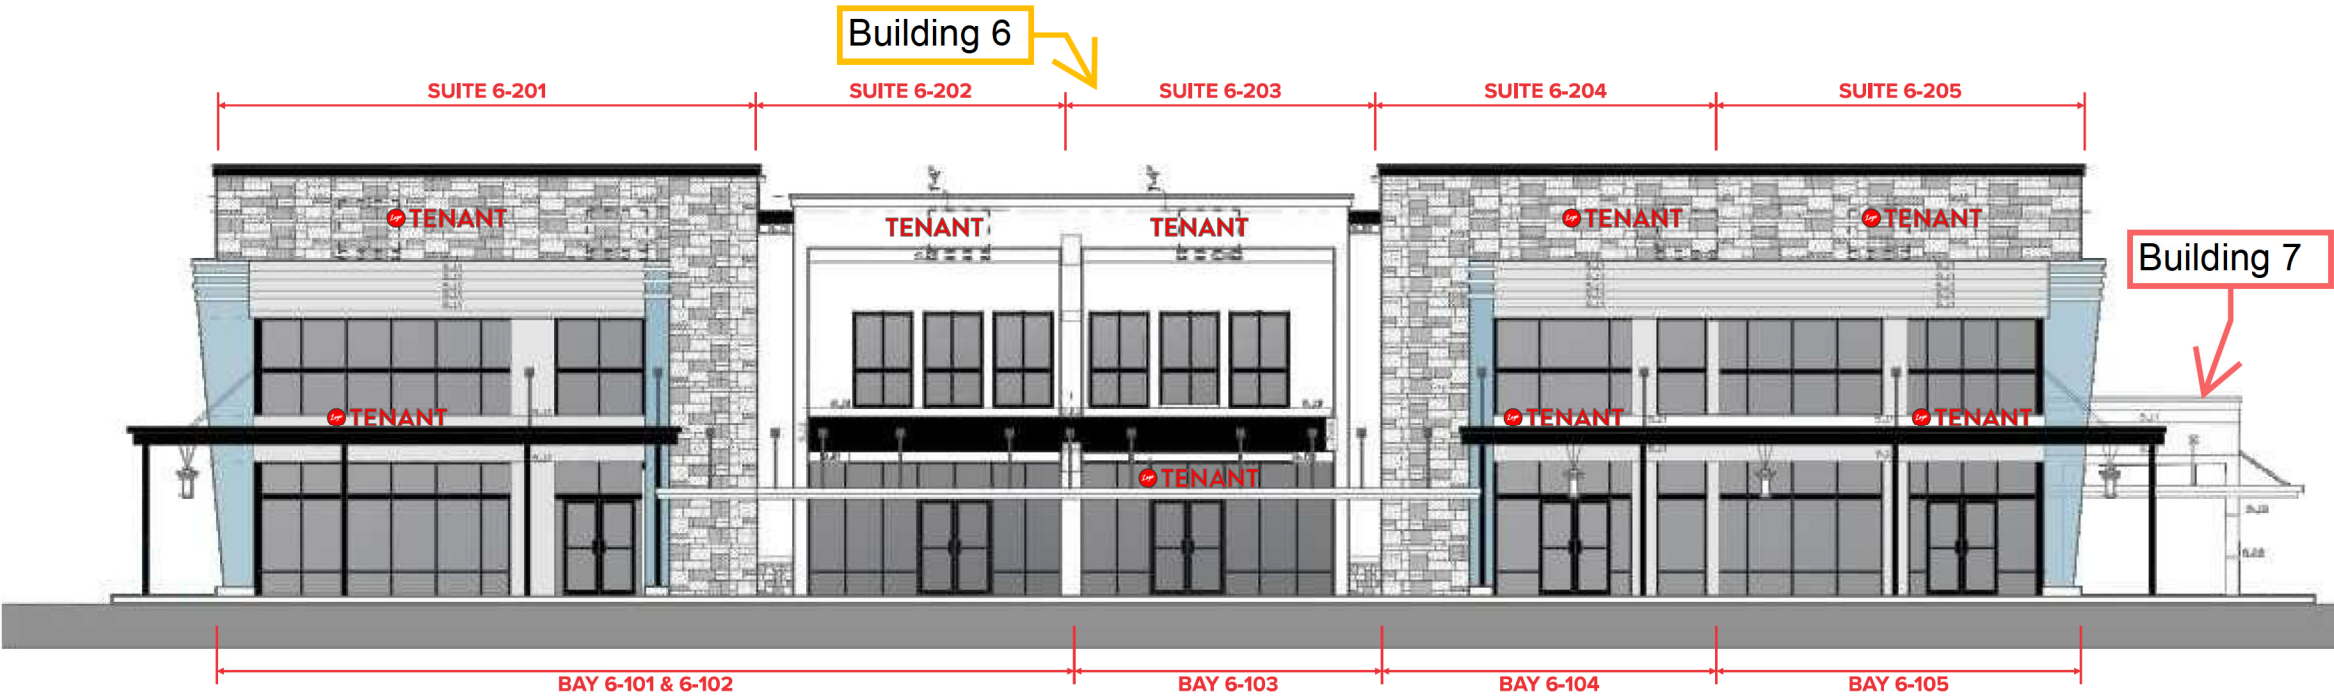 Building 6
SUITE 6-201
SUITE 6-202
SUITE 6-203
SUITE 6-204
SUITE 6-205
TENANT
TENANT
TENANT
TENANT
TENANT
Building 7
TENANT
TENANT
TENANT
TENANT
BAY 6-101 & 6-102
BAY 6-103
BAY 6-104
BAY 6-105